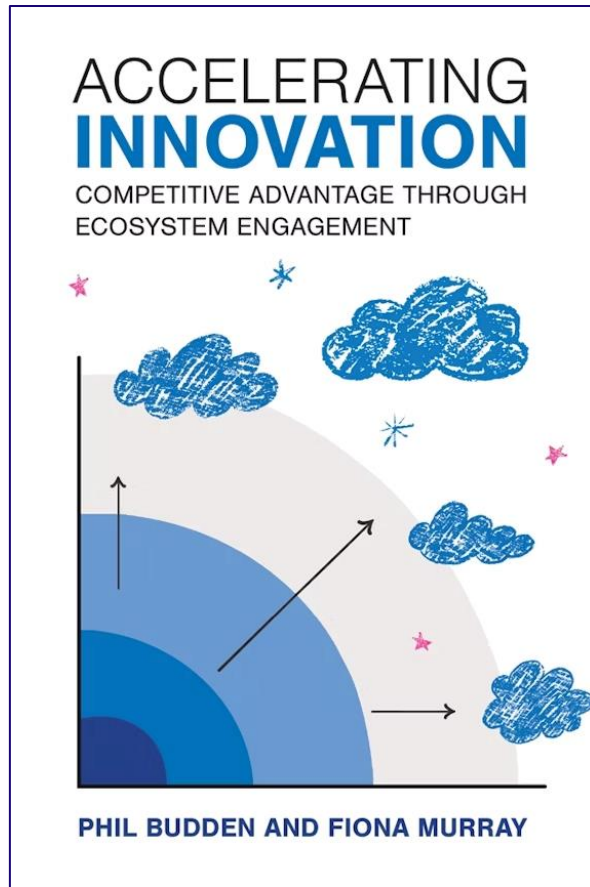 ACCELERATING
INNOVATION
COMPETITIVE ADVANTAGE THROUGH
ECOSYSTEM ENGAGEMENT
PHIL BUDDEN AND FIONA MURRAY